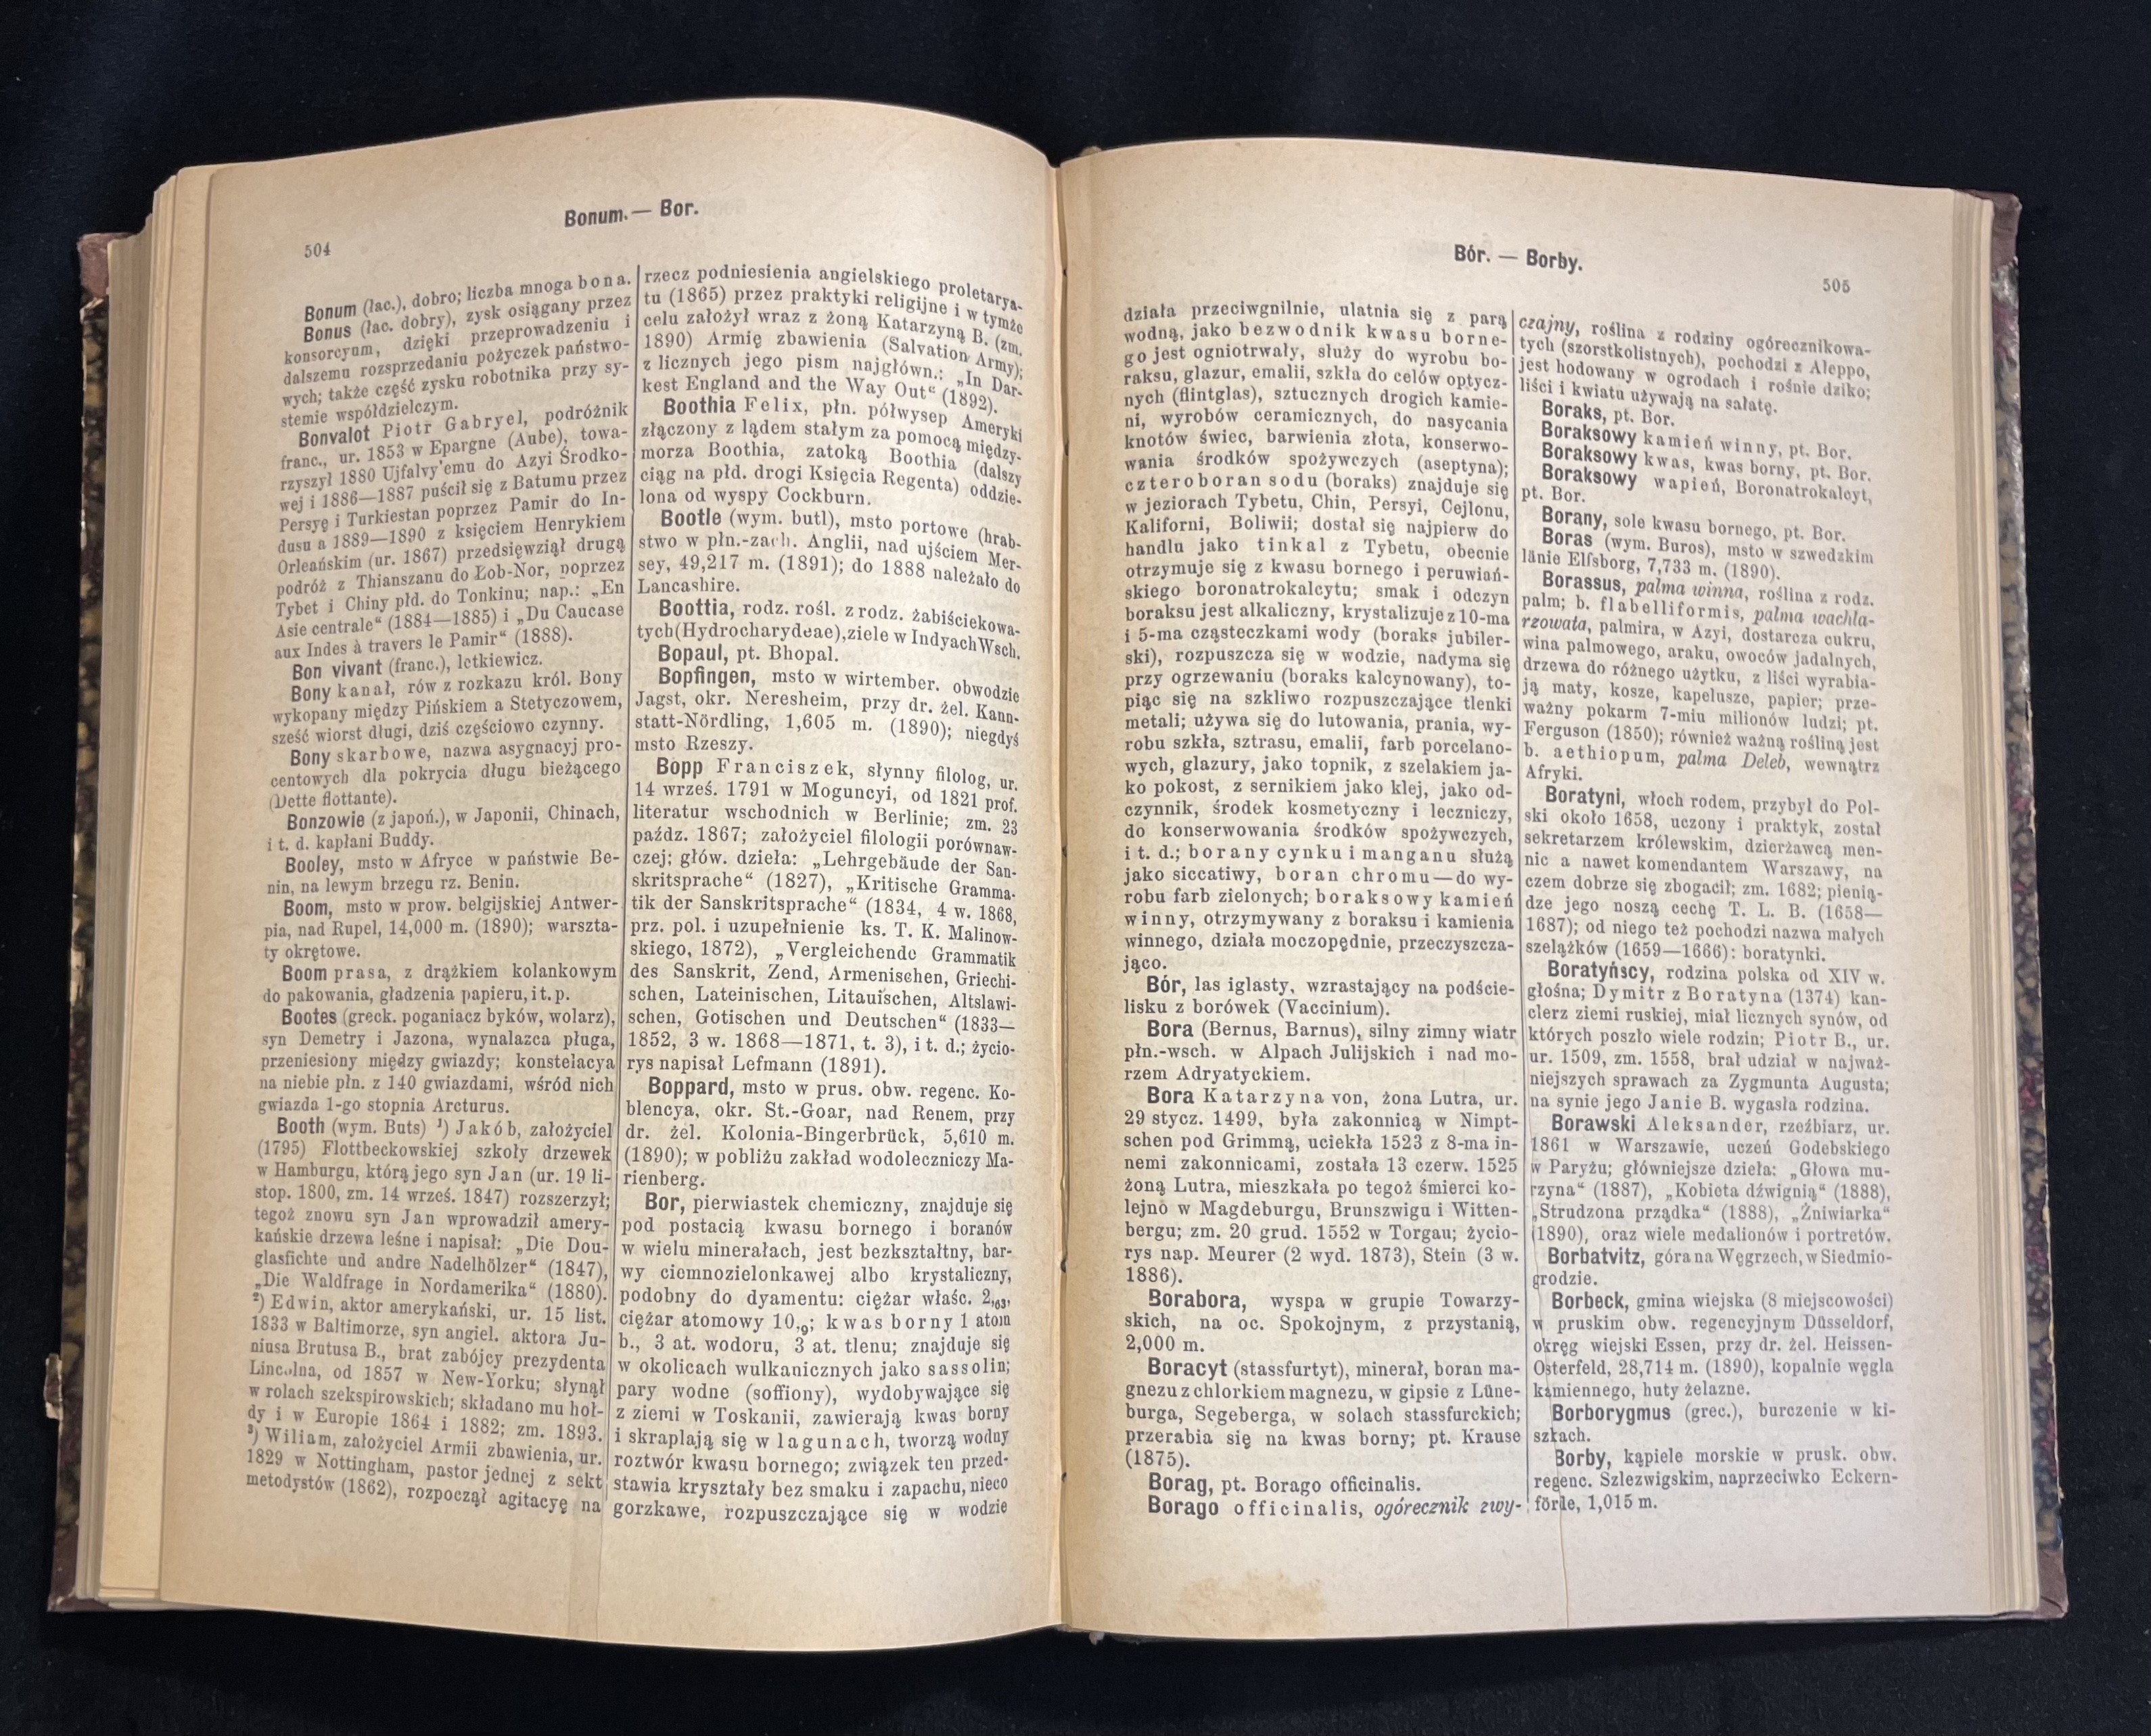 Bonum.— Bor.
504
Bonum (łac.), dobro; liczba mnoga bona.
Bonus (łac. dobry), zysk osiągany przez
konsorcyum, dzięki przeprowadzeniu i
dalszemu rozsprzedaniu pożyczek państwo-
wych; także część zysku robotnika przy sy-
stemie współdzielczym.
Bonvalot Piotr Gabryel, podróżnik
franc., ur. 1853 w Epargne (Aube), towa-
rzyszył 1880 Ujfalvy'emu do Azyi Środko-
wej i 1886—1887 puścił się z Batumu przez
Persyę i Turkiestan poprzez Pamir do In-
dusu a 1889—1890 z księciem Henrykiem
Orleańskim (ur. 1867) przedsięwziął drugą
podróż z Thianszanu do Łob-Nor, poprzez
Tybet i Chiny płd. do Tonkinu; nap.: „En
Asie centrale“ (1884—1885) i „Du Caucase
aux Indes à travers le Pamir“ (1888).
Bon vivant (franc.), letkiewicz.
Bony kanał, rów z rozkazu król. Bony
wykopany między Pińskiem a Stetyczowem,
sześć wiorst długi, dziś częściowo czynny.
Bony skarbowe, nazwa asygnacyj pro-
centowych dla pokrycia długu bieżącego
(Dette flottante).
Bonzowie (z japoń.), w Japonii, Chinach,
i t. d. kapłani Buddy.
Booley, msto w Afryce w państwie Be-
nin, na lewym brzegu rz. Benin.
Boom, msto w prow. belgijskiej Antwer-
pia, nad Rupel, 14,000 m. (1890); warszta-
ty okrętowe.
Boom prasa, z drążkiem kolankowym
do pakowania, gładzenia papieru, i t. p.
Bootes (greck. poganiacz byków, wolarz),
syn Demetry i Jazona, wynalazca pługa,
przeniesiony między gwiazdy; konstelacya
na niebie płn. z 140 gwiazdami, wśród nich
gwiazda 1-go stopnia Arcturus.
Booth (wym. Buts) ¹) Jakób, założyciel
(1795) Flottbeckowskiej szkoły drzewek
w Hamburgu, którą jego syn Jan (ur. 19 li-
stop. 1800, zm. 14 wrześ. 1847) rozszerzył;
tegoż znowu syn Jan wprowadził amery-
kańskie drzewa leśne i napisał: „Die Dou-
glasfichte und andre Nadelhölzer“ (1847),
„Die Waldfrage in Nordamerika“ (1880).
²) Edwin, aktor amerykański, ur. 15 list.
1833 w Baltimorze, syn angiel. aktora Ju-
niusa Brutusa B., brat zabójcy prezydenta
Lincolna, od 1857 w New-Yorku; słynął
w rolach szekspirowskich; składano mu hoł-
dy i w Europie 1864 i 1882; zm. 1893.
³) Wiliam, założyciel Armii zbawienia, ur.
1829 w Nottingham, pastor jednej z sekt
metodystów (1862), rozpoczął agitacyę na
rzecz podniesienia angielskiego proletarya-
tu (1865) przez praktyki religijne i w tymże
celu założył wraz z żoną Katarzyną B. (zm.
1890) Armię zbawienia (Salvation Army);
z licznych jego pism najgłówn.: „In Dar-
kest England and the Way Out“ (1892).
Boothia Felix, płn. półwysep Ameryki
złączony z lądem stałym za pomocą między-
morza Boothia, zatoką Boothia (dalszy
ciąg na płd. drogi Księcia Regenta) oddzie-
lona od wyspy Cockburn.
Bootle (wym. butl), msto portowe (hrab-
stwo w płn.-zach. Anglii, nad ujściem Mer-
sey, 49,217 m. (1891); do 1888 należało do
Lancashire.
Boottia, rodz. rośl. z rodz. żabiściekowa-
tych (Hydrocharydeae), ziele w Indyach Wsch.
Bopaul, pt. Bhopal.
Bopfingen, msto w wirtember. obwodzie
Jagst, okr. Neresheim, przy dr. żel. Kann-
statt-Nördling, 1,605 m. (1890); niegdyś
msto Rzeszy.
Bopp Franciszek, słynny filolog, ur.
14 wrześ. 1791 w Moguncyi, od 1821 prof.
literatur wschodnich w Berlinie; zm. 23
paźdz. 1867; założyciel filologii porównaw-
czej; głów. dzieła: „Lehrgebäude der San-
skritsprache“ (1827), „Kritische Gramma-
tik der Sanskritsprache“ (1834, 4 w. 1868,
prz. pol. i uzupełnienie ks. T. K. Malinow-
skiego, 1872), „Vergleichende Grammatik
des Sanskrit, Zend, Armenischen, Griechi-
schen, Lateinischen, Litauischen, Altslawi-
schen, Gotischen und Deutschen“ (1833—
1852, 3 w. 1868—1871, t. 3), i t. d.; życio-
rys napisał Lefmann (1891).
Boppard, msto w prus. obw. regenc. Ko-
blencya, okr. St.-Goar, nad Renem, przy
dr. żel. Kolonia-Bingerbrück, 5,610 m.
(1890); w pobliżu zakład wodoleczniczy Ma-
rienberg.
Bor, pierwiastek chemiczny, znajduje się
pod postacią kwasu bornego i boranów
w wielu minerałach, jest bezkształtny, bar-
wy ciemnozielonkawej albo krystaliczny,
podobny do dyamentu: ciężar właśc. 2,₆₃,
ciężar atomowy 10,₉; kwas borny 1 atom
b., 3 at. wodoru, 3 at. tlenu; znajduje się
w okolicach wulkanicznych jako sassolin;
pary wodne (soffiony), wydobywające się
z ziemi w Toskanii, zawierają kwas borny
i skraplają się w lagunach, tworzą wodny
roztwór kwasu bornego; związek ten przed-
stawia kryształy bez smaku i zapachu, nieco
gorzkawe, rozpuszczające się w wodzie
Bór. — Borby.
505
działa przeciwgnilnie, ulatnia się z parą
wodną, jako bezwodnik kwasu borne-
go jest ogniotrwały, służy do wyrobu bo-
raksu, glazur, emalii, szkła do celów optycz-
nych (flintglas), sztucznych drogich kamie-
ni, wyrobów ceramicznych, do nasycania
knotów świec, barwienia złota, konserwo-
wania środków spożywczych (aseptyna);
czteroboran sodu (boraks) znajduje się
w jeziorach Tybetu, Chin, Persyi, Cejlonu,
Kaliforni, Boliwii; dostał się najpierw do
handlu jako tinkal z Tybetu, obecnie
otrzymuje się z kwasu bornego i peruwiań-
skiego boronatrokalcytu; smak i odczyn
boraksu jest alkaliczny, krystalizuje z 10-ma
i 5-ma cząsteczkami wody (boraks jubiler-
ski), rozpuszcza się w wodzie, nadyma się
przy ogrzewaniu (boraks kalcynowany), to-
piąc się na szkliwo rozpuszczające tlenki
metali; używa się do lutowania, prania, wy-
robu szkła, sztrasu, emalii, farb porcelano-
wych, glazury, jako topnik, z szelakiem ja-
ko pokost, z sernikiem jako klej, jako od-
czynnik, środek kosmetyczny i leczniczy,
do konserwowania środków spożywczych,
i t. d.; borany cynku i manganu służą
jako siccatiwy, boran chromu—do wy-
robu farb zielonych; boraksowy kamień
winny, otrzymywany z boraksu i kamienia
winnego, działa moczopędnie, przeczyszcza-
jąco.
Bór, las iglasty, wzrastający na podście-
lisku z borówek (Vaccinium).
Bora (Bernus, Barnus), silny zimny wiatr
płn.-wsch. w Alpach Julijskich i nad mo-
rzem Adryatyckiem.
Bora Katarzyna von, żona Lutra, ur.
29 stycz. 1499, była zakonnicą w Nimpt-
schen pod Grimmą, uciekła 1523 z 8-ma in-
nemi zakonnicami, została 13 czerw. 1525
żoną Lutra, mieszkała po tegoż śmierci ko-
lejno w Magdeburgu, Brunszwigu i Witten-
bergu; zm. 20 grud. 1552 w Torgau; życio-
rys nap. Meurer (2 wyd. 1873), Stein (3 w.
1886).
Borabora, wyspa w grupie Towarzy-
skich, na oc. Spokojnym, z przystanią,
2,000 m.
Boracyt (stassfurtyt), minerał, boran ma-
gnezu z chlorkiem magnezu, w gipsie z Lüne-
burga, Segeberga, w solach stassfurckich;
przerabia się na kwas borny; pt. Krause
(1875).
Borag, pt. Borago officinalis.
Borago officinalis, ogórecznik zwy-
czajny, roślina z rodziny ogórecznikowa-
tych (szorstkolistnych), pochodzi z Aleppo,
jest hodowany w ogrodach i rośnie dziko;
liści i kwiatu używają na sałatę.
Boraks, pt. Bor.
Boraksowy kamień winny, pt. Bor.
Boraksowy kwas, kwas borny, pt. Bor.
Boraksowy wapień, Boronatrokalcyt,
pt. Bor.
Borany, sole kwasu bornego, pt. Bor.
Boras (wym. Buros), msto w szwedzkim
länie Elfsborg, 7,733 m. (1890).
Borassus, palma winna, roślina z rodz.
palm; b. flabelliformis, palma wachla-
rzowata, palmira, w Azyi, dostarcza cukru,
wina palmowego, araku, owoców jadalnych,
drzewa do różnego użytku, z liści wyrabia-
ją maty, kosze, kapelusze, papier; prze-
ważny pokarm 7-miu milionów ludzi; pt.
Ferguson (1850); również ważną rośliną jest
b. aethiopum, palma Deleb, wewnątrz
Afryki.
Boratyni, włoch rodem, przybył do Pol-
ski około 1658, uczony i praktyk, został
sekretarzem królewskim, dzierżawcą men-
nic a nawet komendantem Warszawy, na
czem dobrze się zbogacił; zm. 1682; pienią-
dze jego noszą cechę T. L. B. (1658—
1687); od niego też pochodzi nazwa małych
szelążków (1659—1666): boratynki.
Boratyńscy, rodzina polska od XIV w.
głośna; Dymitr z Boratyna (1374) kan-
clerz ziemi ruskiej, miał licznych synów, od
których poszło wiele rodzin; Piotr B., ur.
ur. 1509, zm. 1558, brał udział w najważ-
niejszych sprawach za Zygmunta Augusta;
na synie jego Janie B. wygasła rodzina.
Borawski Aleksander, rzeźbiarz, ur.
1861 w Warszawie, uczeń Godebskiego
w Paryżu; główniejsze dzieła: „Głowa mu-
rzyna“ (1887), „Kobieta dźwignią“ (1888),
„Strudzona prządka“ (1888), „Żniwiarka“
(1890), oraz wiele medalionów i portretów.
Borbatvitz, góra na Węgrzech, w Siedmio-
grodzie.
Borbeck, gmina wiejska (8 miejscowości)
w pruskim obw. regencyjnym Düsseldorf,
okręg wiejski Essen, przy dr. żel. Heissen-
Osterfeld, 28,714 m. (1890), kopalnie węgla
kamiennego, huty żelazne.
Borborygmus (grec.), burczenie w ki-
szkach.
Borby, kąpiele morskie w prusk. obw.
regenc. Szlezwigskim, naprzeciwko Eckern-
förde, 1,015 m.